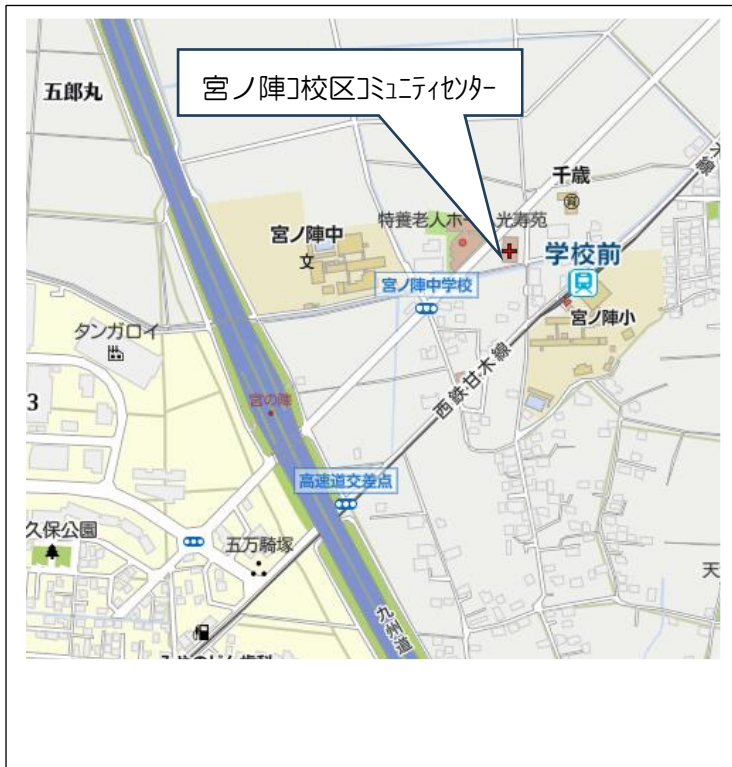 宮ノ陣コ校区コミュニティセンター
五郎丸
千歳
特養老人ホーム光寿苑
宮ノ陣中
文
学校前
宮ノ陣中学校
宮ノ陣小
タンガロイ
西鉄甘木線
3
宮の陣
高速道交差点
久保公園
五万騎塚
天
九州道